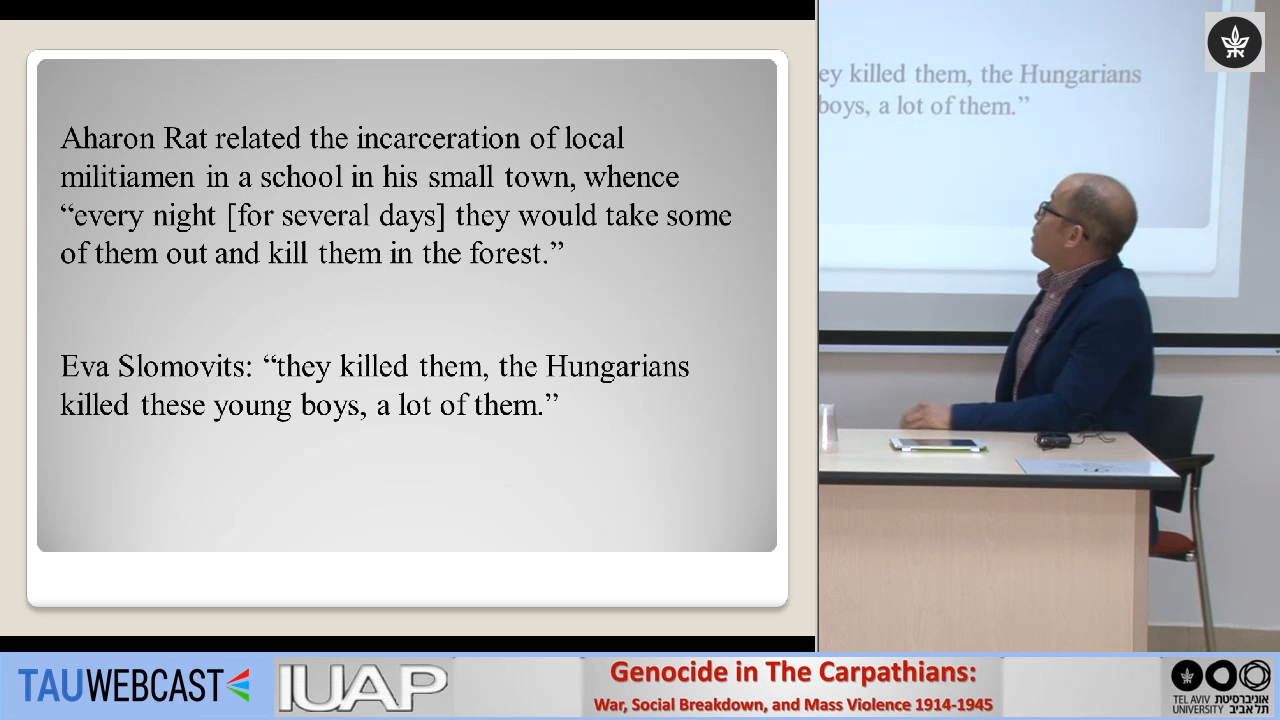 Aharon Rat related the incarceration of local
militiamen in a school in his small town, whence
“every night [for several days] they would take some
of them out and kill them in the forest.”
Eva Slomovits: “they killed them, the Hungarians
killed these young boys, a lot of them.”
ey killed them, the Hungarians
boys, a lot of them.”
TAUWEBCAST
IUAP
Genocide in The Carpathians:
War, Social Breakdown, and Mass Violence 1914-1945
TEL AVIV אוניברסיטת
UNIVERSITY תל אביב